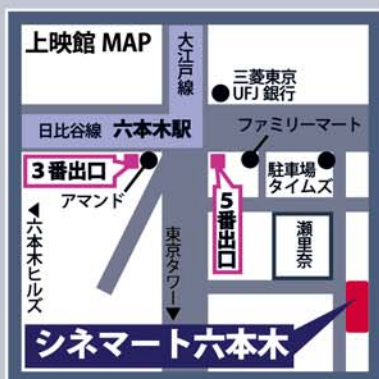 上映館 MAP
大江戸線
三菱東京
UFJ 銀行
日比谷線 六本木駅
ファミリーマート
3番出口
アマンド
5番出口
駐車場
タイムズ
◀六本木ヒルズ
東京タワー▶
瀬里奈
シネマート六本木